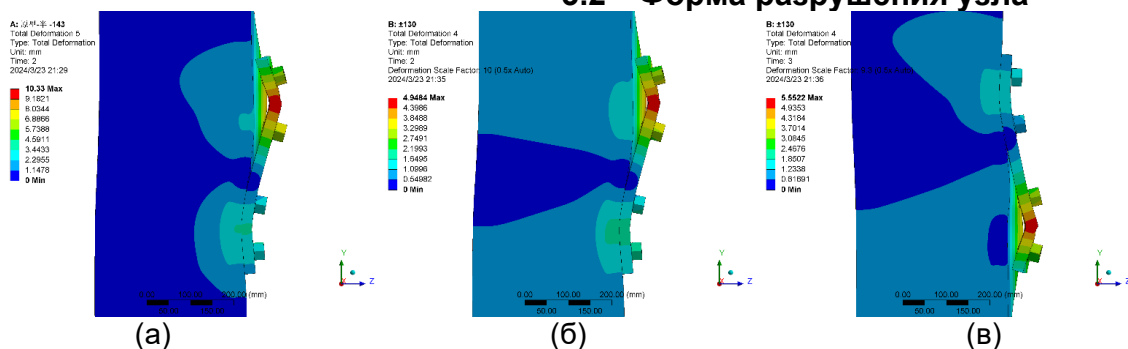 3.2 Форма разрушения узла
-143
Total Deformation 5
Type: Total Deformation
Unit: mm
Time: 2
2024/3/23 21:29
10.33 Max
9.1821
8.0344
6.8866
5.7388
4.5911
3.4433
2.2955
1.1478
0 Min
0.00 100.00 200.00 (mm)
50.00 150.00
Y
Z
(а)
B: ±130
Total Deformation 4
Type: Total Deformation
Unit: mm
Time: 2
Deformation Scale Factor: 10 (0.5x Auto)
2024/3/23 21:35
4.9484 Max
4.3986
3.8488
3.2989
2.7491
2.1993
1.6495
1.0996
0.54982
0 Min
0.00 100.00 200.00 (mm)
50.00 150.00
Y
Z
(б)
B: ±130
Total Deformation 4
Type: Total Deformation
Unit: mm
Time: 3
Deformation Scale Factor
2024/3/23 21:36
5.5522 Max
4.9353
4.3184
3.7014
3.0845
2.4676
1.8507
1.2338
0.61691
0 Min
0.00 100.00 200.00 (mm)
50.00 150.00
Y
Z
(в)